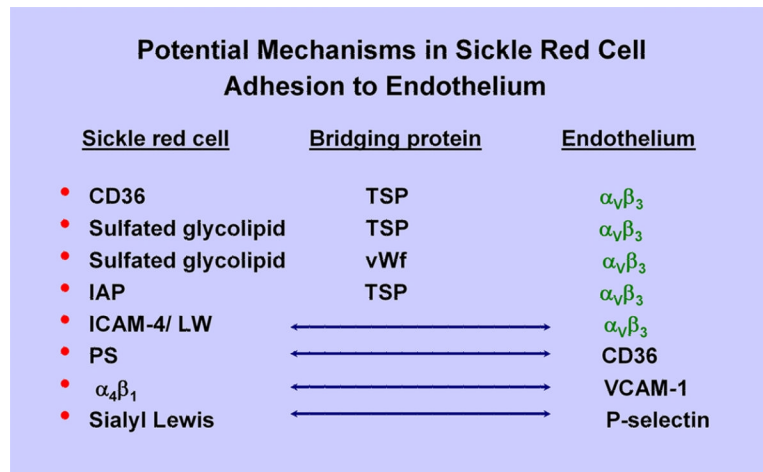 Potential Mechanisms in Sickle Red Cell
Adhesion to Endothelium
Sickle red cell Bridging protein Endothelium
• CD36 TSP αVβ3
• Sulfated glycolipid TSP αVβ3
• Sulfated glycolipid vWf αVβ3
• IAP TSP αVβ3
• ICAM-4/ LW αVβ3
• PS CD36
• α4β1 VCAM-1
• Sialyl Lewis P-selectin